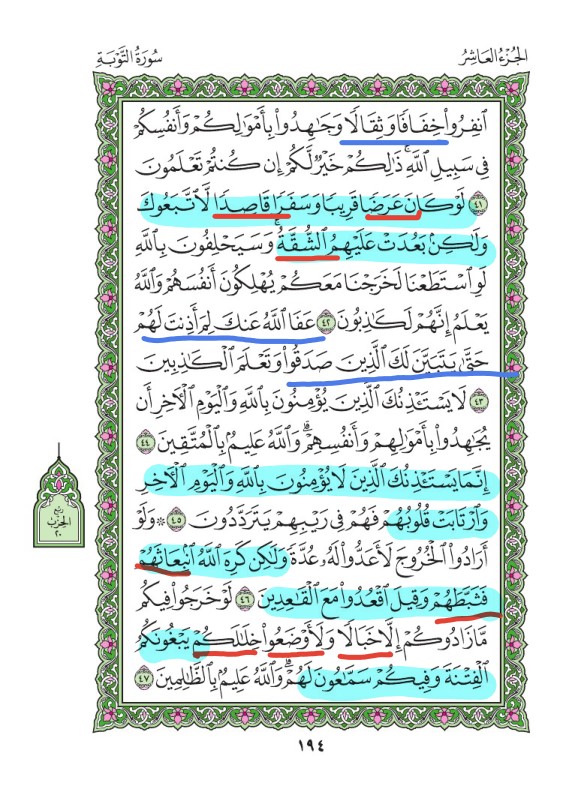 الجُزْءُ العَاشِرُ
سُورَةُ التَّوْبَةِ
ٱنفِرُواْ خِفَافًا وَثِقَالًا وَجَٰهِدُواْ بِأَمْوَٰلِكُمْ وَأَنفُسِكُمْ
فِى سَبِيلِ ٱللَّهِۚ ذَٰلِكُمْ خَيْرٌ لَّكُمْ إِن كُنتُمْ تَعْلَمُونَ
٤١ لَوْ كَانَ عَرَضًا قَرِيبًا وَسَفَرًا قَاصِدًا لَّٱتَّبَعُوكَ
وَلَٰكِنۢ بَعُدَتْ عَلَيْهِمُ ٱلشُّقَّةُۚ وَسَيَحْلِفُونَ بِٱللَّهِ
لَوِ ٱسْتَطَعْنَا لَخَرَجْنَا مَعَكُمْ يُهْلِكُونَ أَنفُسَهُمْ وَٱللَّهُ
يَعْلَمُ إِنَّهُمْ لَكَٰذِبُونَ ٤٢ عَفَا ٱللَّهُ عَنكَ لِمَ أَذِنتَ لَهُمْ
حَتَّىٰ يَتَبَيَّنَ لَكَ ٱلَّذِينَ صَدَقُواْ وَتَعْلَمَ ٱلْكَٰذِبِينَ
٤٣ لَا يَسْتَـْٔذِنُكَ ٱلَّذِينَ يُؤْمِنُونَ بِٱللَّهِ وَٱلْيَوْمِ ٱلْأَخِرِ أَن
يُجَٰهِدُواْ بِأَمْوَٰلِهِمْ وَأَنفُسِهِمْۗ وَٱللَّهُ عَلِيمٌۢ بِٱلْمُتَّقِينَ ٤٤
إِنَّمَا يَسْتَـْٔذِنُكَ ٱلَّذِينَ لَا يُؤْمِنُونَ بِٱللَّهِ وَٱلْيَوْمِ ٱلْأَخِرِ
وَٱرْتَابَتْ قُلُوبُهُمْ فَهُمْ فِى رَيْبِهِمْ يَتَرَدَّدُونَ ٤٥ ۞ وَلَوْ
أَرَادُواْ ٱلْخُرُوجَ لَأَعَدُّواْ لَهُۥ عُدَّةً وَلَٰكِن كَرِهَ ٱللَّهُ ٱنۢبِعَاثَهُمْ
فَثَبَّطَهُمْ وَقِيلَ ٱقْعُدُواْ مَعَ ٱلْقَٰعِدِينَ ٤٦ لَوْ خَرَجُواْ فِيكُم
مَّا زَادُوكُمْ إِلَّا خَبَالًا وَلَأَوْضَعُواْ خِلَٰلَكُمْ يَبْغُونَكُمُ
ٱلْفِتْنَةَ وَفِيكُمْ سَمَّٰعُونَ لَهُمْۗ وَٱللَّهُ عَلِيمٌۢ بِٱلظَّٰلِمِينَ ٤٧
رُبْع
الحِزْب
٢٠
١٩٤